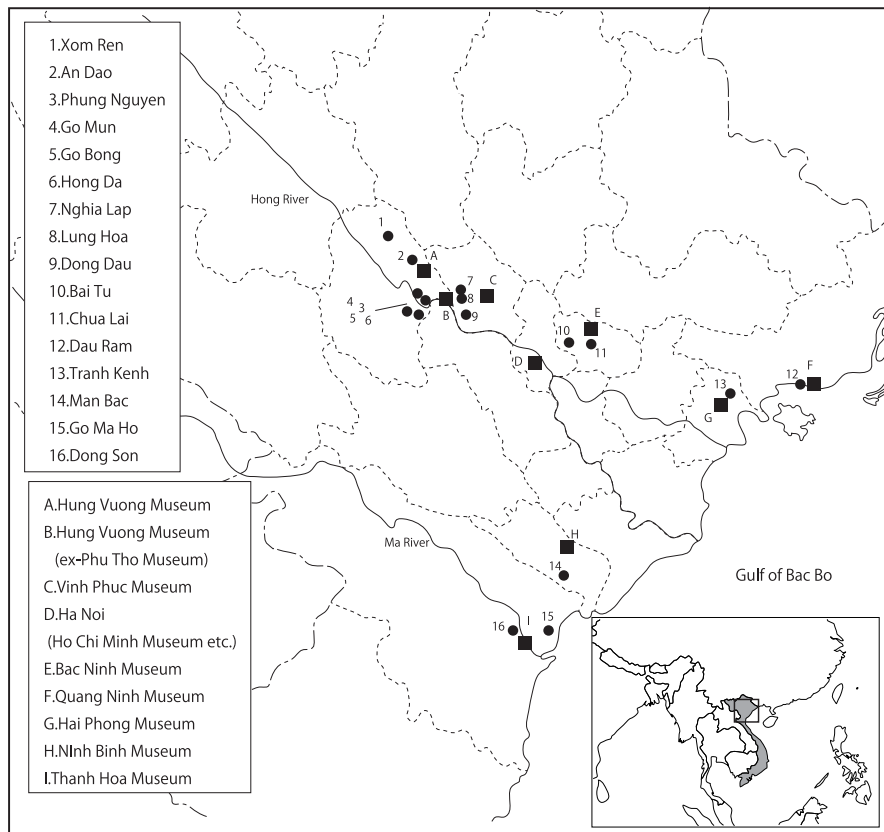 1.Xom Ren
2.An Dao
3.Phung Nguyen
4.Go Mun
5.Go Bong
6.Hong Da
7.Nghia Lap
8.Lung Hoa
9.Dong Dau
10.Bai Tu
11.Chua Lai
12.Dau Ram
13.Tranh Kenh
14.Man Bac
15.Go Ma Ho
16.Dong Son
A.Hung Vuong Museum
B.Hung Vuong Museum
(ex-Phu Tho Museum)
C.Vinh Phuc Museum
D.Ha Noi
(Ho Chi Minh Museum etc.)
E.Bac Ninh Museum
F.Quang Ninh Museum
G.Hai Phong Museum
H.NInh Binh Museum
I.Thanh Hoa Museum
Hong River
1
2
A
7
C
4
3
8
5
6
B
9
E
10
11
D
12
F
13
G
Ma River
H
14
Gulf of Bac Bo
16
I
15